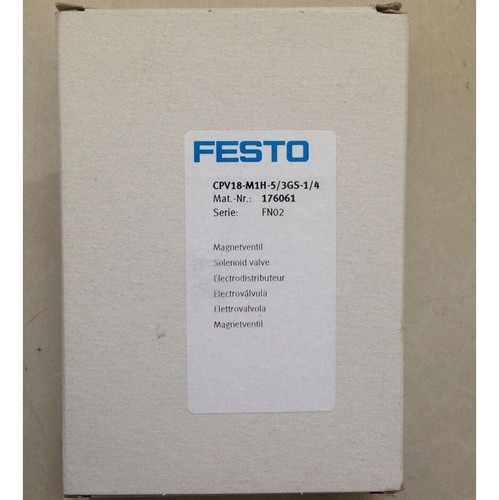 FESTO
CPV18-M1H-5/3GS-1/4
Mat.-Nr.: 176061
Serie: FN02
Magnetventil
Solenoid valve
Electrodistributeur
Electroválvula
Elettrovalvola
Magnetventil